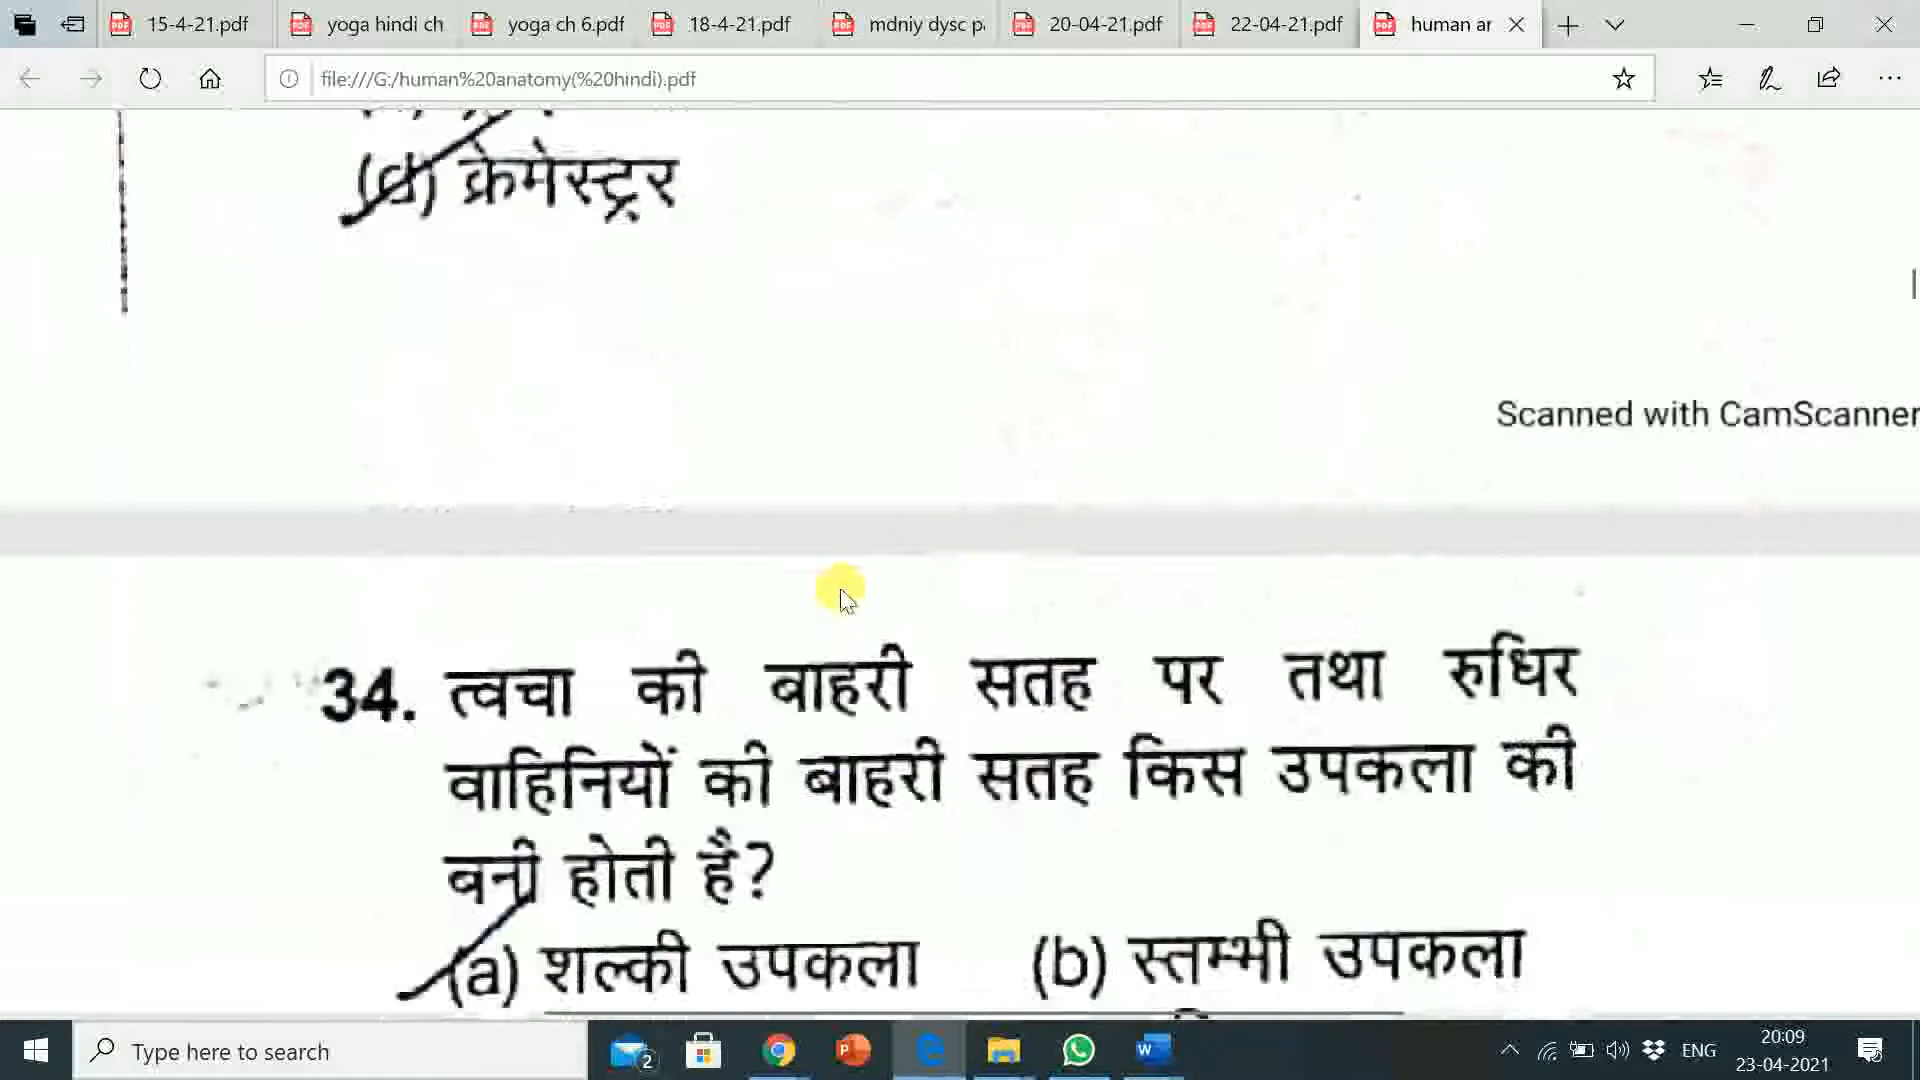 15-4-21.pdf
yoga hindi ch
yoga ch 6.pdf
18-4-21.pdf
mdniy dysc p
20-04-21.pdf
22-04-21.pdf
human ar
file:///G:/human%20anatomy(%20hindi).pdf
(d) क्रेमेस्ट्रर
Scanned with CamScanner
34. त्वचा की बाहरी सतह पर तथा रुधिर
वाहिनियों की बाहरी सतह किस उपकला की
बनी होती है?
(a) शल्की उपकला (b) स्तम्भी उपकला
Type here to search
2
ENG
20:09
23-04-2021